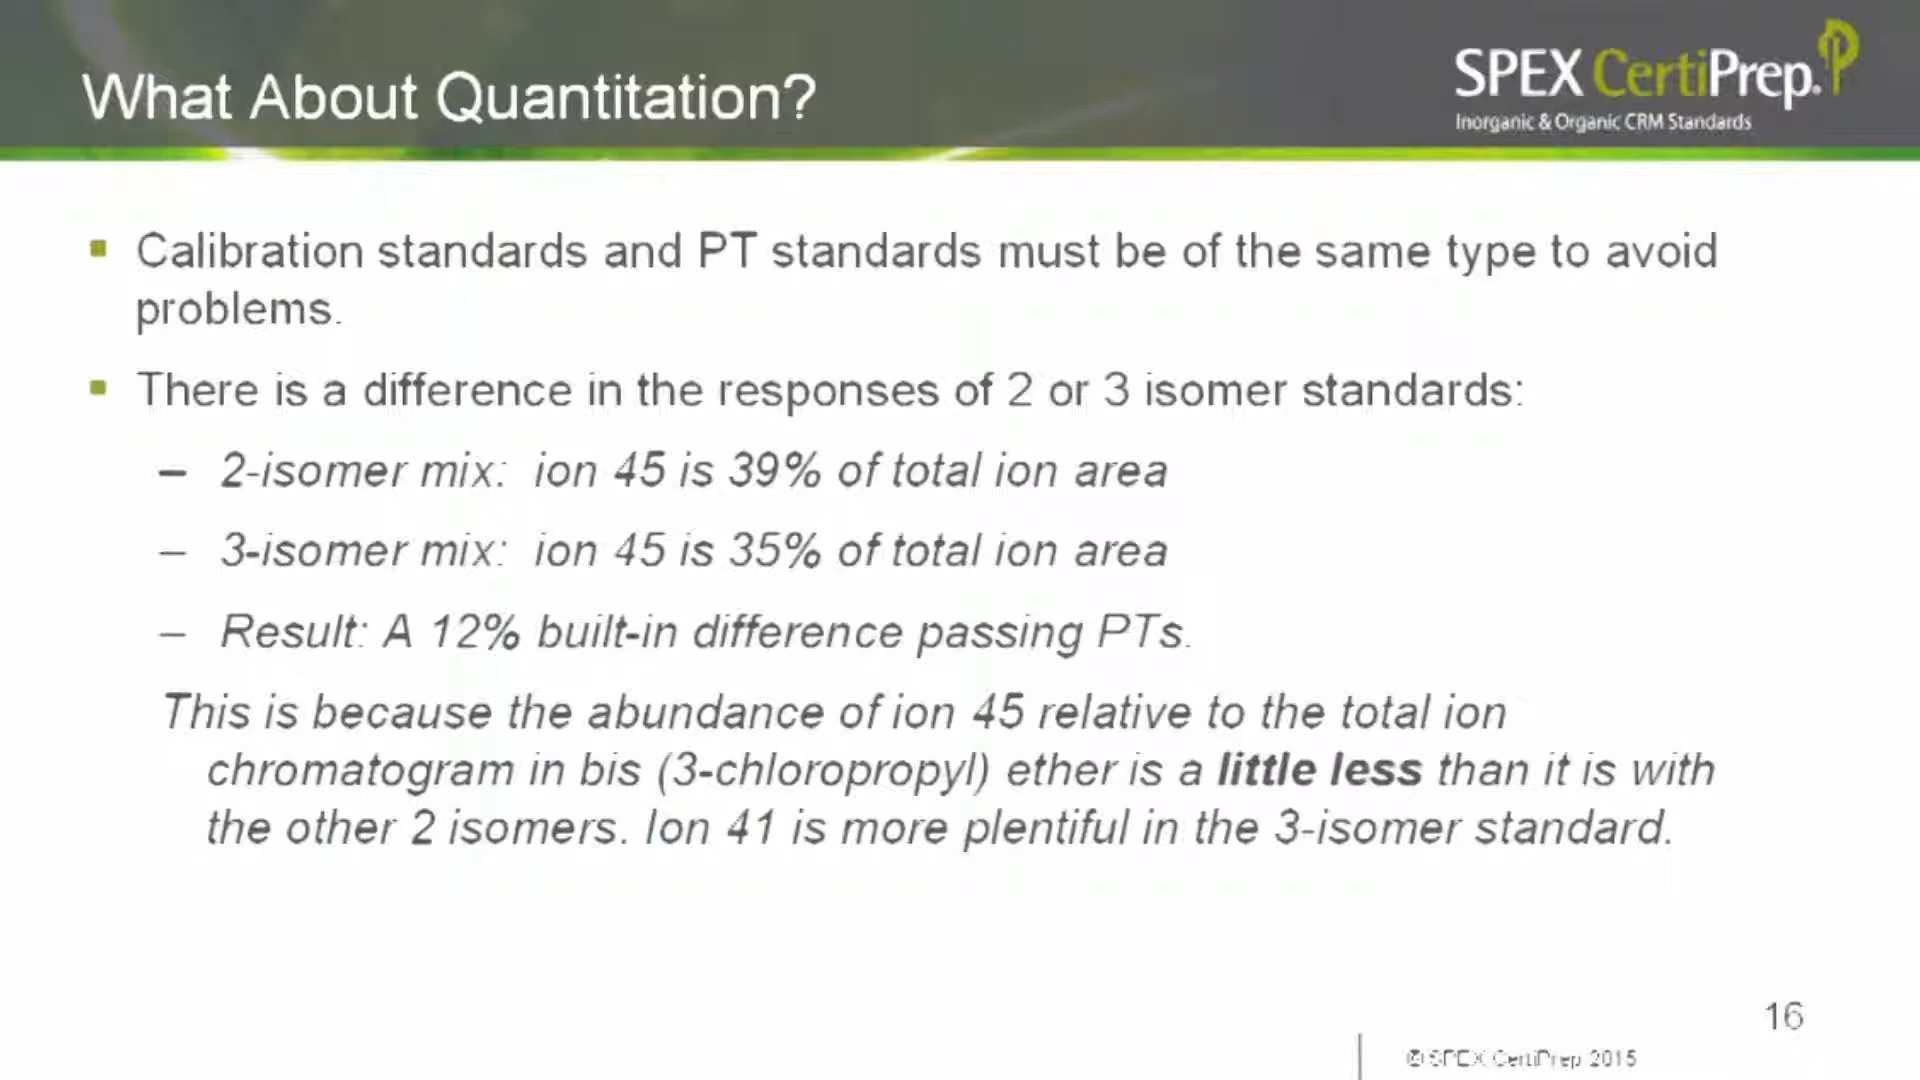 What About Quantitation?
SPEX CertiPrep.
Inorganic & Organic CRM Standards
▪ Calibration standards and PT standards must be of the same type to avoid
problems.
▪ There is a difference in the responses of 2 or 3 isomer standards:
– 2-isomer mix: ion 45 is 39% of total ion area
– 3-isomer mix: ion 45 is 35% of total ion area
– Result: A 12% built-in difference passing PTs.
This is because the abundance of ion 45 relative to the total ion
chromatogram in bis (3-chloropropyl) ether is a little less than it is with
the other 2 isomers. Ion 41 is more plentiful in the 3-isomer standard.
16
© SPEX CertiPrep 2015